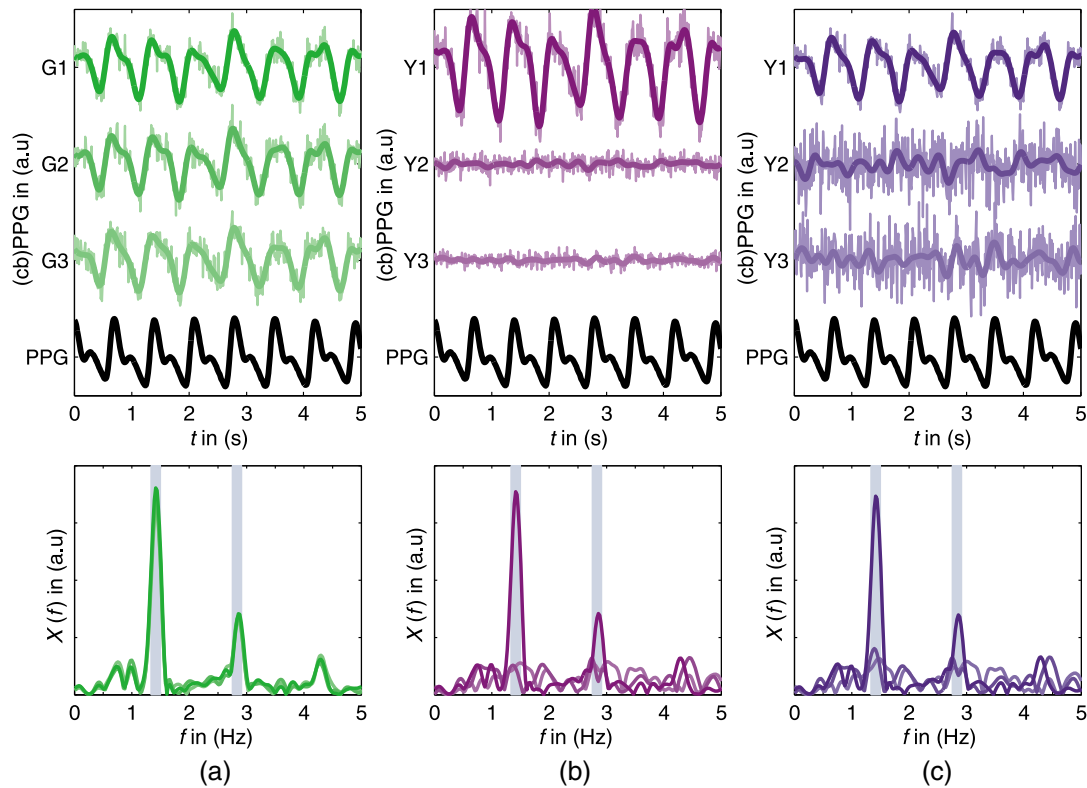 (cb)PPG in (a.u)
G1
G2
G3
PPG
0 1 2 3 4 5
t in (s)
(cb)PPG in (a.u)
Y1
Y2
Y3
PPG
0 1 2 3 4 5
t in (s)
(cb)PPG in (a.u)
Y1
Y2
Y3
PPG
0 1 2 3 4 5
t in (s)
X (f) in (a.u)
0 1 2 3 4 5
f in (Hz)
(a)
X (f) in (a.u)
0 1 2 3 4 5
f in (Hz)
(b)
X (f) in (a.u)
0 1 2 3 4 5
f in (Hz)
(c)